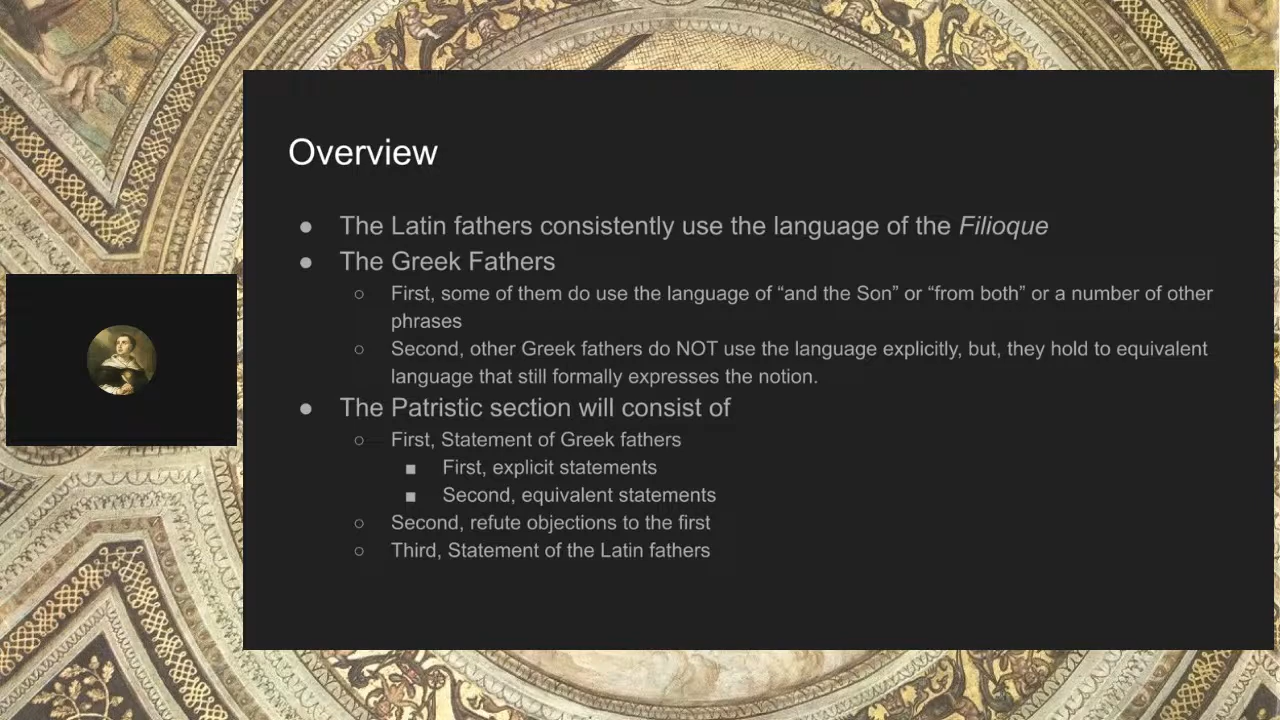 Overview
● The Latin fathers consistently use the language of the Filioque
● The Greek Fathers
○ First, some of them do use the language of “and the Son” or “from both” or a number of other
phrases
○ Second, other Greek fathers do NOT use the language explicitly, but, they hold to equivalent
language that still formally expresses the notion.
● The Patristic section will consist of
○ First, Statement of Greek fathers
■ First, explicit statements
■ Second, equivalent statements
○ Second, refute objections to the first
○ Third, Statement of the Latin fathers